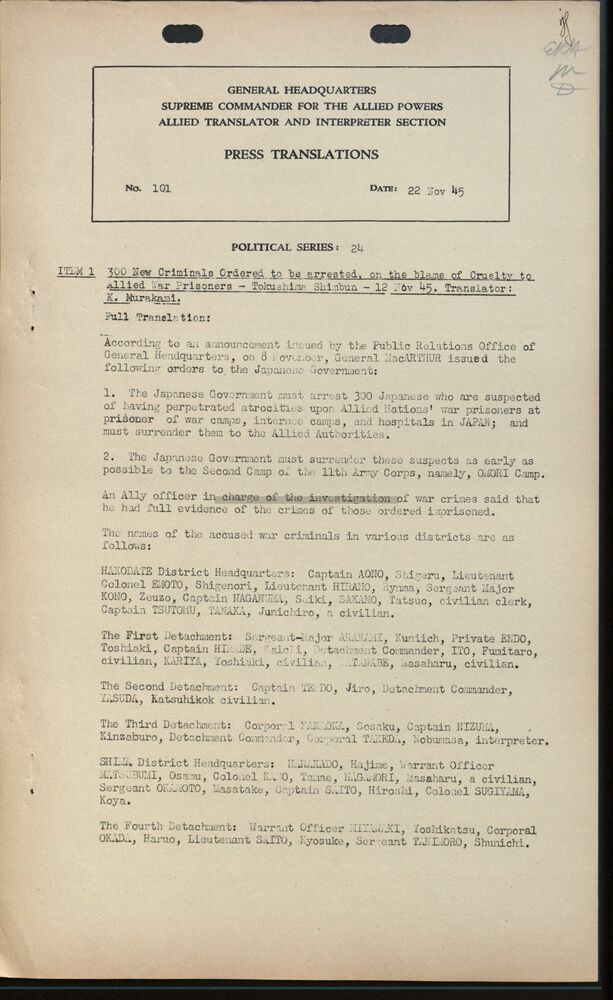 GENERAL HEADQUARTERS
SUPREME COMMANDER FOR THE ALLIED POWERS
ALLIED TRANSLATOR AND INTERPRETER SECTION
PRESS TRANSLATIONS
No. 101 DATE: 22 Nov 45
POLITICAL SERIES: 24
ITEM 1 300 New Criminals Ordered to be arrested, on the blame of Cruelty to
Allied War Prisoners - Tokushima Shimbun - 12 Nov 45. Translator:
K. Murakami.
Full Translation:
According to an announcement issued by the Public Relations Office of
General Headquarters, on 8 November, General MacARTHUR issued the
following orders to the Japanese Government:
1. The Japanese Government must arrest 300 Japanese who are suspected
of having perpetrated atrocities upon Allied Nations' war prisoners at
prisoner of war camps, internee camps, and hospitals in JAPAN; and
must surrender them to the Allied Authorities.
2. The Japanese Government must surrender these suspects as early as
possible to the Second Camp of the 11th Army Corps, namely, OMORI Camp.
An Ally officer in charge of the investigation of war crimes said that
he had full evidence of the crimes of those ordered imprisoned.
The names of the accused war criminals in various districts are as
follows:
HAKODATE District Headquarters: Captain AONO, Shigeru, Lieutenant
Colonel EMOTO, Shigenori, Lieutenant HIRANO, Sergeant Major
KONO, Zeuzo, Captain NAGANUMA, Seiki, SAKANO, Tatsuo, civilian clerk,
Captain TSUTOMU, TANAKA, Junichiro, a civilian.
The First Detachment: Sergeant-Major Kuniich, Private ENDO,
Toshiaki, Captain Detachment Commander, ITO, Fumitaro,
civilian, KARIYA, Yoshiaki, civilian, WATANABE, Masaharu, civilian.
The Second Detachment: Captain TENDO, Jiro, Detachment Commander,
YASUDA, Katsuhikok civilian.
The Third Detachment: Corporal Sosaku, Captain NIZUMA,
Kinzaburo, Detachment Commander, Corporal TAKEDA, Nobumasa, interpreter.
District Headquarters: Hajime, Warrant Officer
MATSUBUMI, Osamu, Colonel Tamae, NAGAMORI, Masaharu, a civilian,
Sergeant OKAMOTO, Masatake, Captain SAITO, Hiroshi, Colonel SUGIYAMA,
Koya.
The Fourth Detachment: Warrant Officer MIYAZAKI, Yoshikatsu, Corporal
OKADA, Haruo, Lieutenant SAITO, Kyosuke, Sergeant TANIMORO, Shunichi.